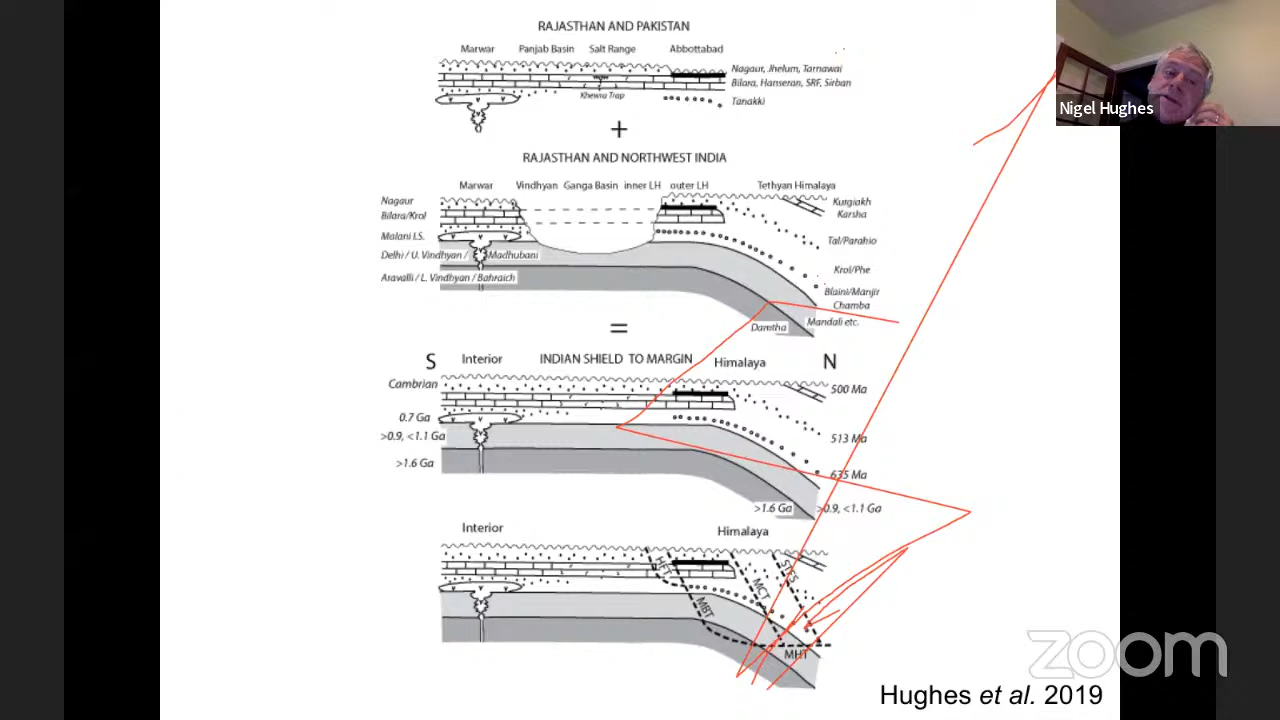 RAJASTHAN AND PAKISTAN
Marwar Panjab Basin Salt Range Abbottabad
Nagaur, Jhelum, Tarnawai
Bilara, Hanseran, SRF, Sirban
Khewra Trap
Tanakki
+
RAJASTHAN AND NORTHWEST INDIA
Marwar Vindhyan Ganga Basin inner LH outer LH Tethyan Himalaya
Nagaur
Kurgiakh
Bilara/Krol
Karsha
Malani I.S.
Tal/Parahio
Delhi / U. Vindhyan / Madhubani
Krol/Phe
Aravalli / L. Vindhyan / Bahraich
Blaini/Manjir
Chamba
Damtha
Mandali etc.
=
S Interior INDIAN SHIELD TO MARGIN Himalaya N
Cambrian
500 Ma
0.7 Ga
>0.9, <1.1 Ga
513 Ma
>1.6 Ga
635 Ma
>1.6 Ga >0.9, <1.1 Ga
Interior Himalaya
HFT
MBT
MCT
STDS
MHT
Hughes et al. 2019
Nigel Hughes
zoom